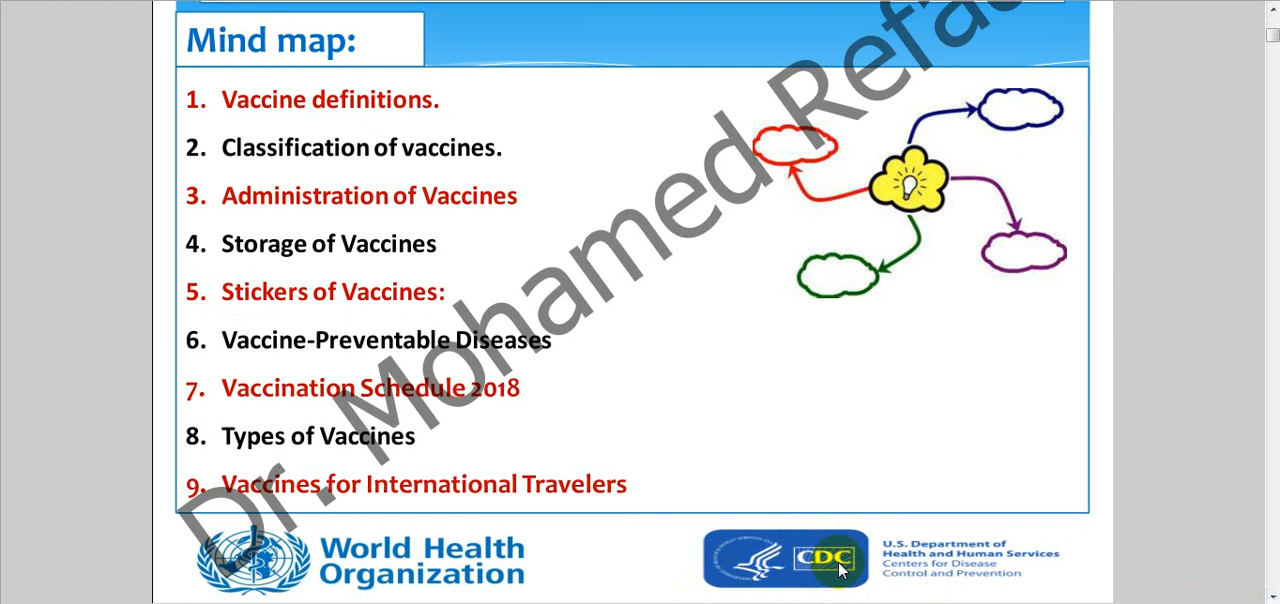 Mind map:
1. Vaccine definitions.
2. Classification of vaccines.
3. Administration of Vaccines
4. Storage of Vaccines
5. Stickers of Vaccines:
6. Vaccine-Preventable Diseases
7. Vaccination Schedule 2018
8. Types of Vaccines
9. Vaccines for International Travelers
Dr. Mohamed
World Health
Organization
CDC
U.S. Department of
Health and Human Services
Centers for Disease
Control and Prevention